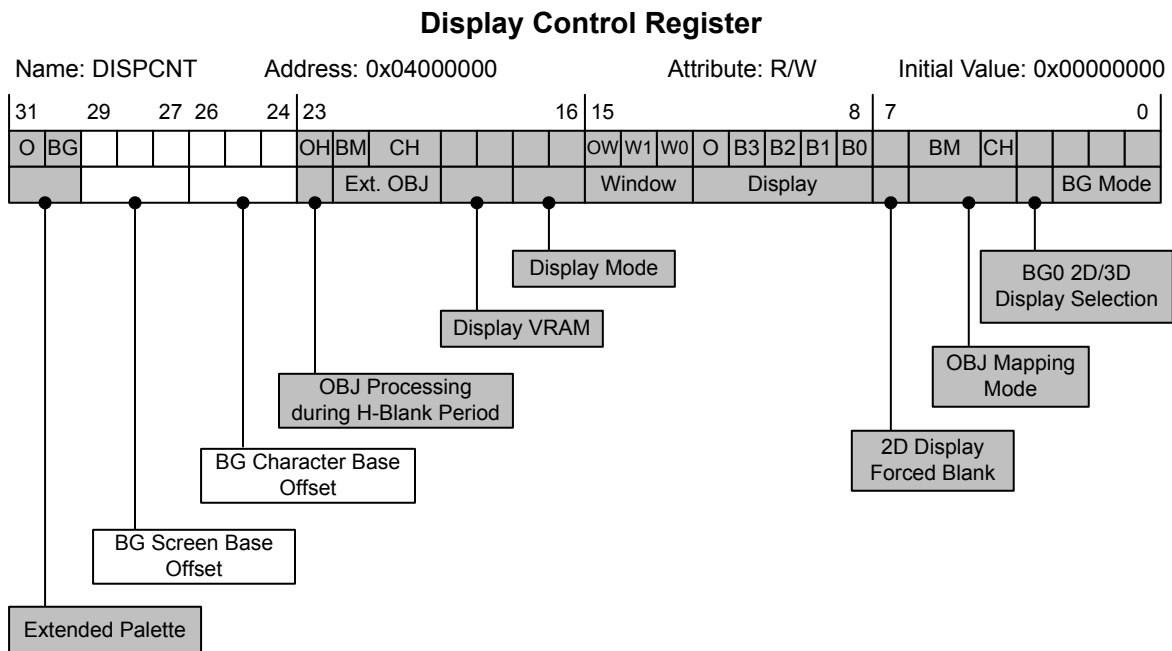 Display Control Register
Name: DISPCNT Address: 0x04000000 Attribute: R/W Initial Value: 0x00000000
31 29 27 26 24 23 16 15 8 7 0
O BG OH BM CH OW W1 W0 O B3 B2 B1 B0 BM CH
Ext. OBJ Window Display BG Mode
Display Mode
BG0 2D/3D
Display Selection
Display VRAM
OBJ Mapping
Mode
OBJ Processing
during H-Blank Period
2D Display
Forced Blank
BG Character Base
Offset
BG Screen Base
Offset
Extended Palette